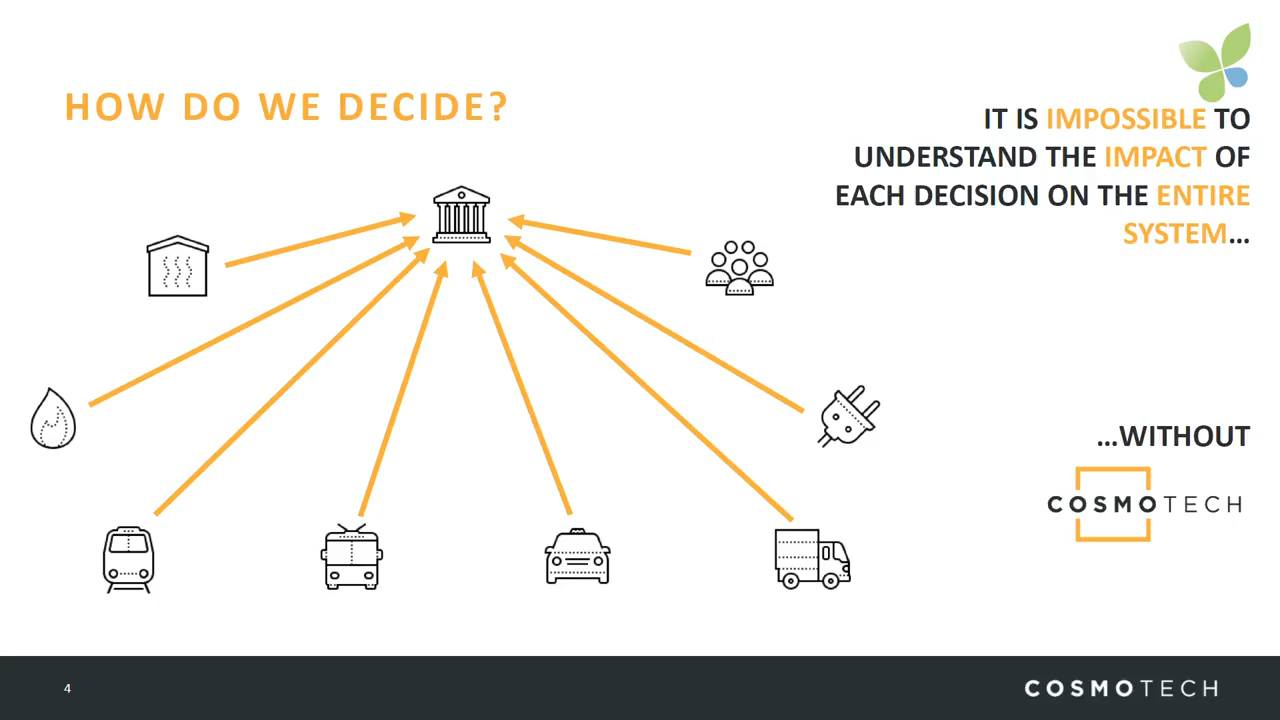 HOW DO WE DECIDE?
IT IS IMPOSSIBLE TO
UNDERSTAND THE IMPACT OF
EACH DECISION ON THE ENTIRE
SYSTEM...
...WITHOUT
COSMOTECH
4
COSMOTECH